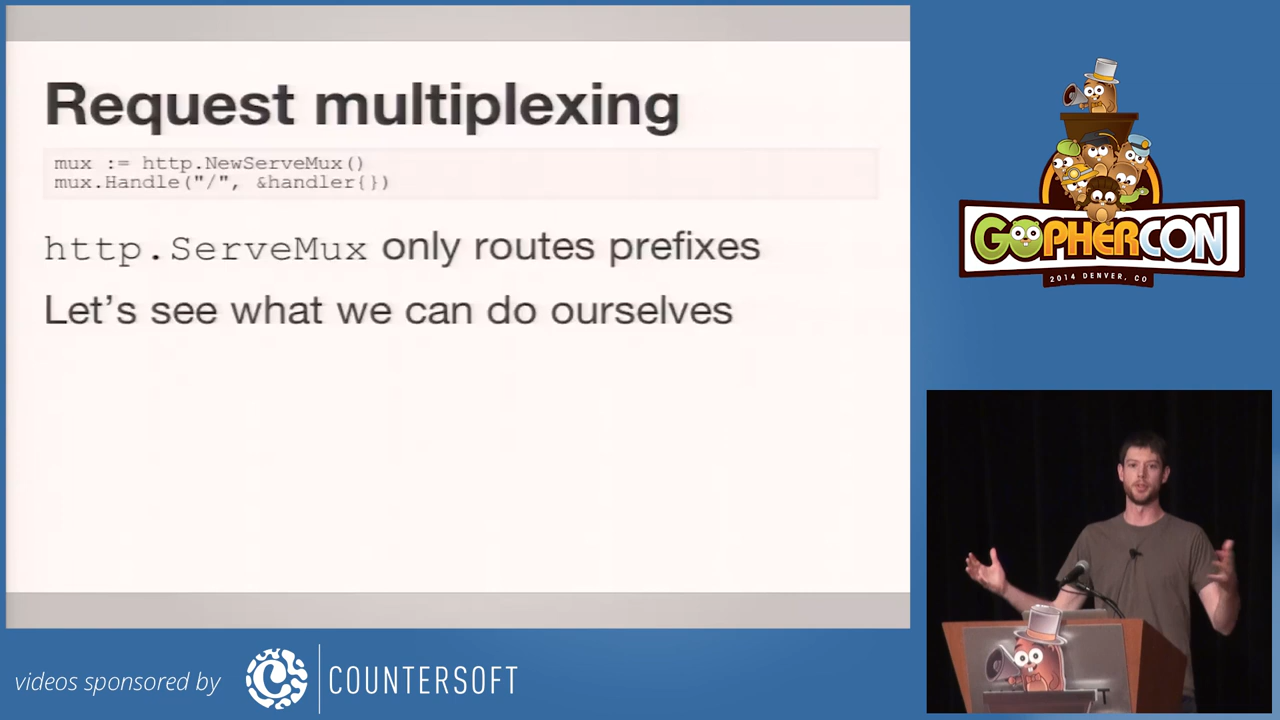 Request multiplexing
mux := http.NewServeMux()
mux.Handle("/", &handler{})
http.ServeMux only routes prefixes
Let's see what we can do ourselves
GOPHERCON
2014 DENVER, CO
T
videos sponsored by
COUNTERSOFT